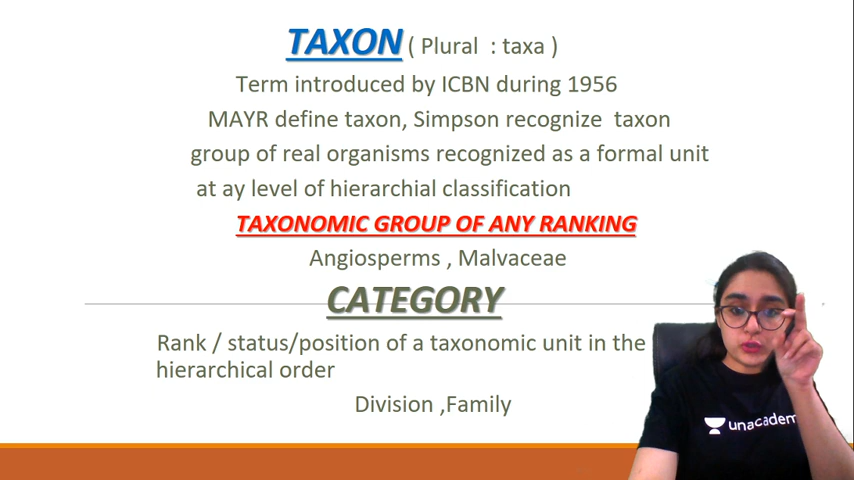 TAXON ( Plural : taxa )
Term introduced by ICBN during 1956
MAYR define taxon, Simpson recognize taxon
group of real organisms recognized as a formal unit
at ay level of hierarchial classification
TAXONOMIC GROUP OF ANY RANKING
Angiosperms , Malvaceae
CATEGORY
Rank / status/position of a taxonomic unit in the
hierarchical order
Division ,Family
unacadem